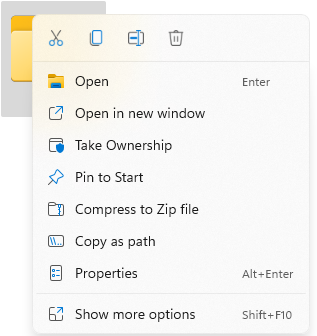 Open Enter
Open in new window
Take Ownership
Pin to Start
Compress to Zip file
Copy as path
Properties Alt+Enter
Show more options Shift+F10